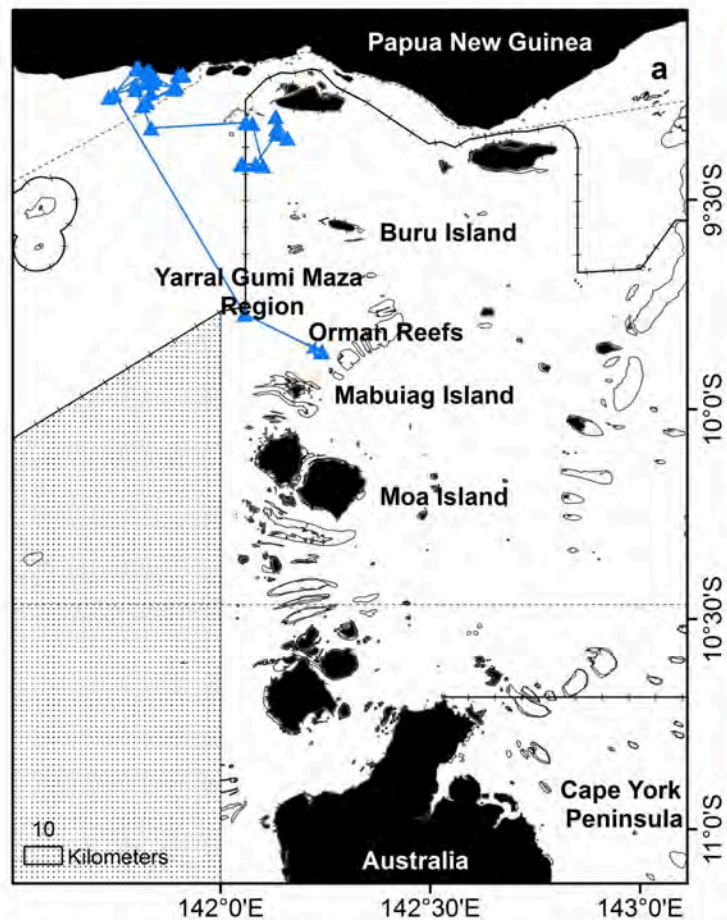 Papua New Guinea
a
9°30'S
Buru Island
Yarral Gumi Maza
Region
Orman Reefs
Mabuiag Island
10°0'S
Moa Island
10°30'S
Cape York
Peninsula
11°0'S
10
Kilometers
Australia
142°0'E
142°30'E
143°0'E